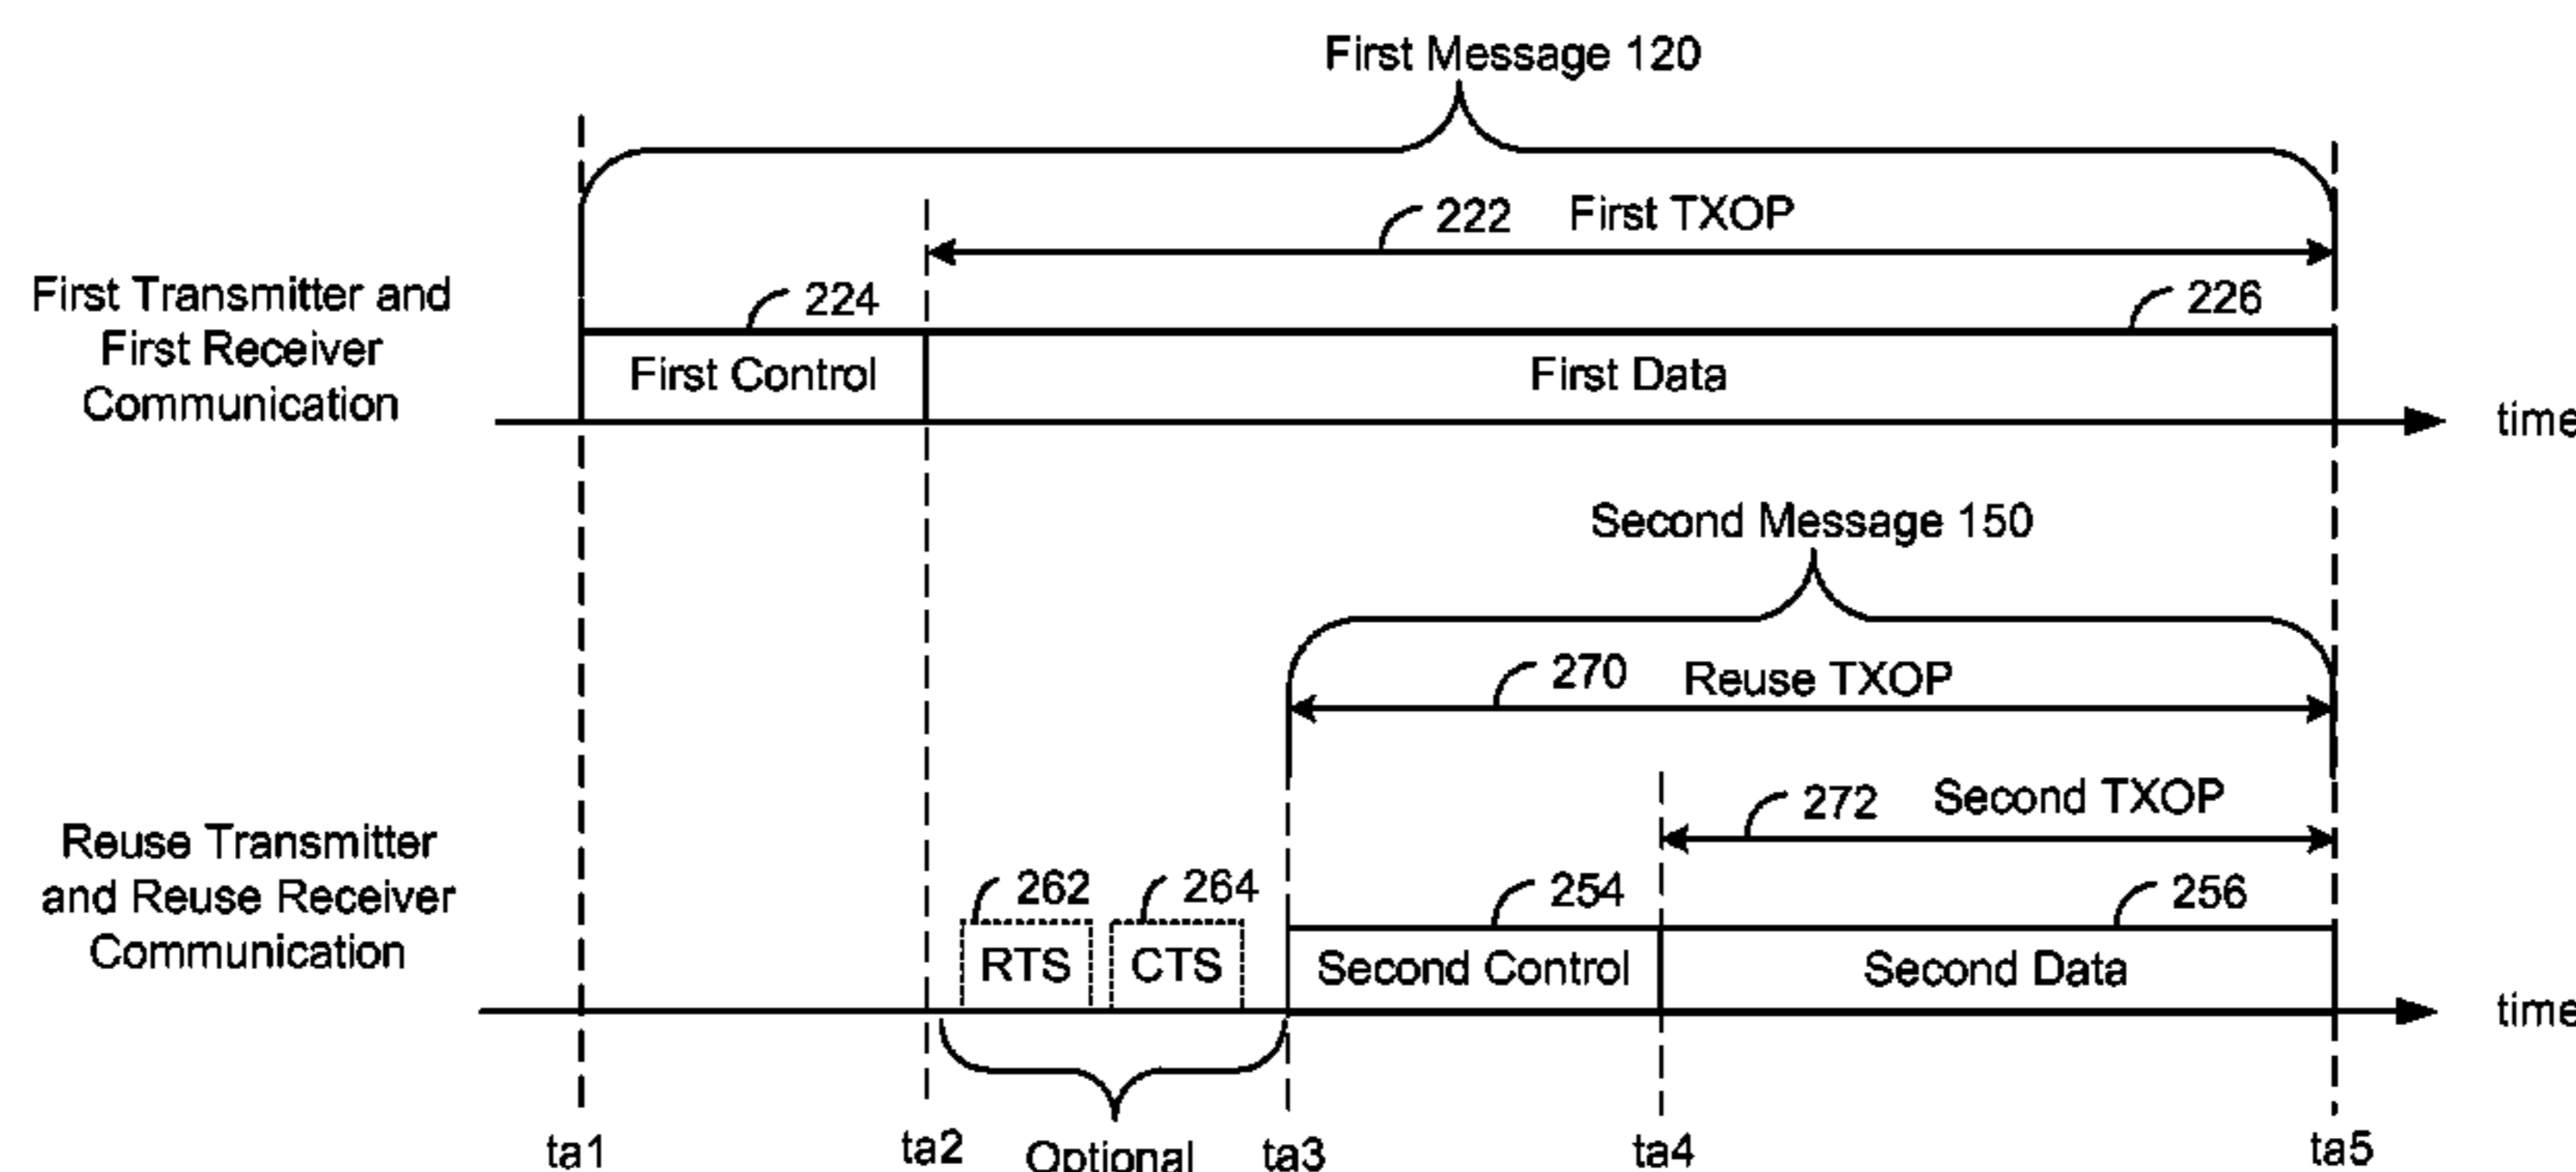 First Message 120
222 First TXOP
First Transmitter and
First Receiver
Communication
224
226
First Control
First Data
time
Second Message 150
270 Reuse TXOP
272 Second TXOP
Reuse Transmitter
and Reuse Receiver
Communication
262
264
254
256
RTS
CTS
Second Control
Second Data
time
ta1
ta2
Optional
ta3
ta4
ta5